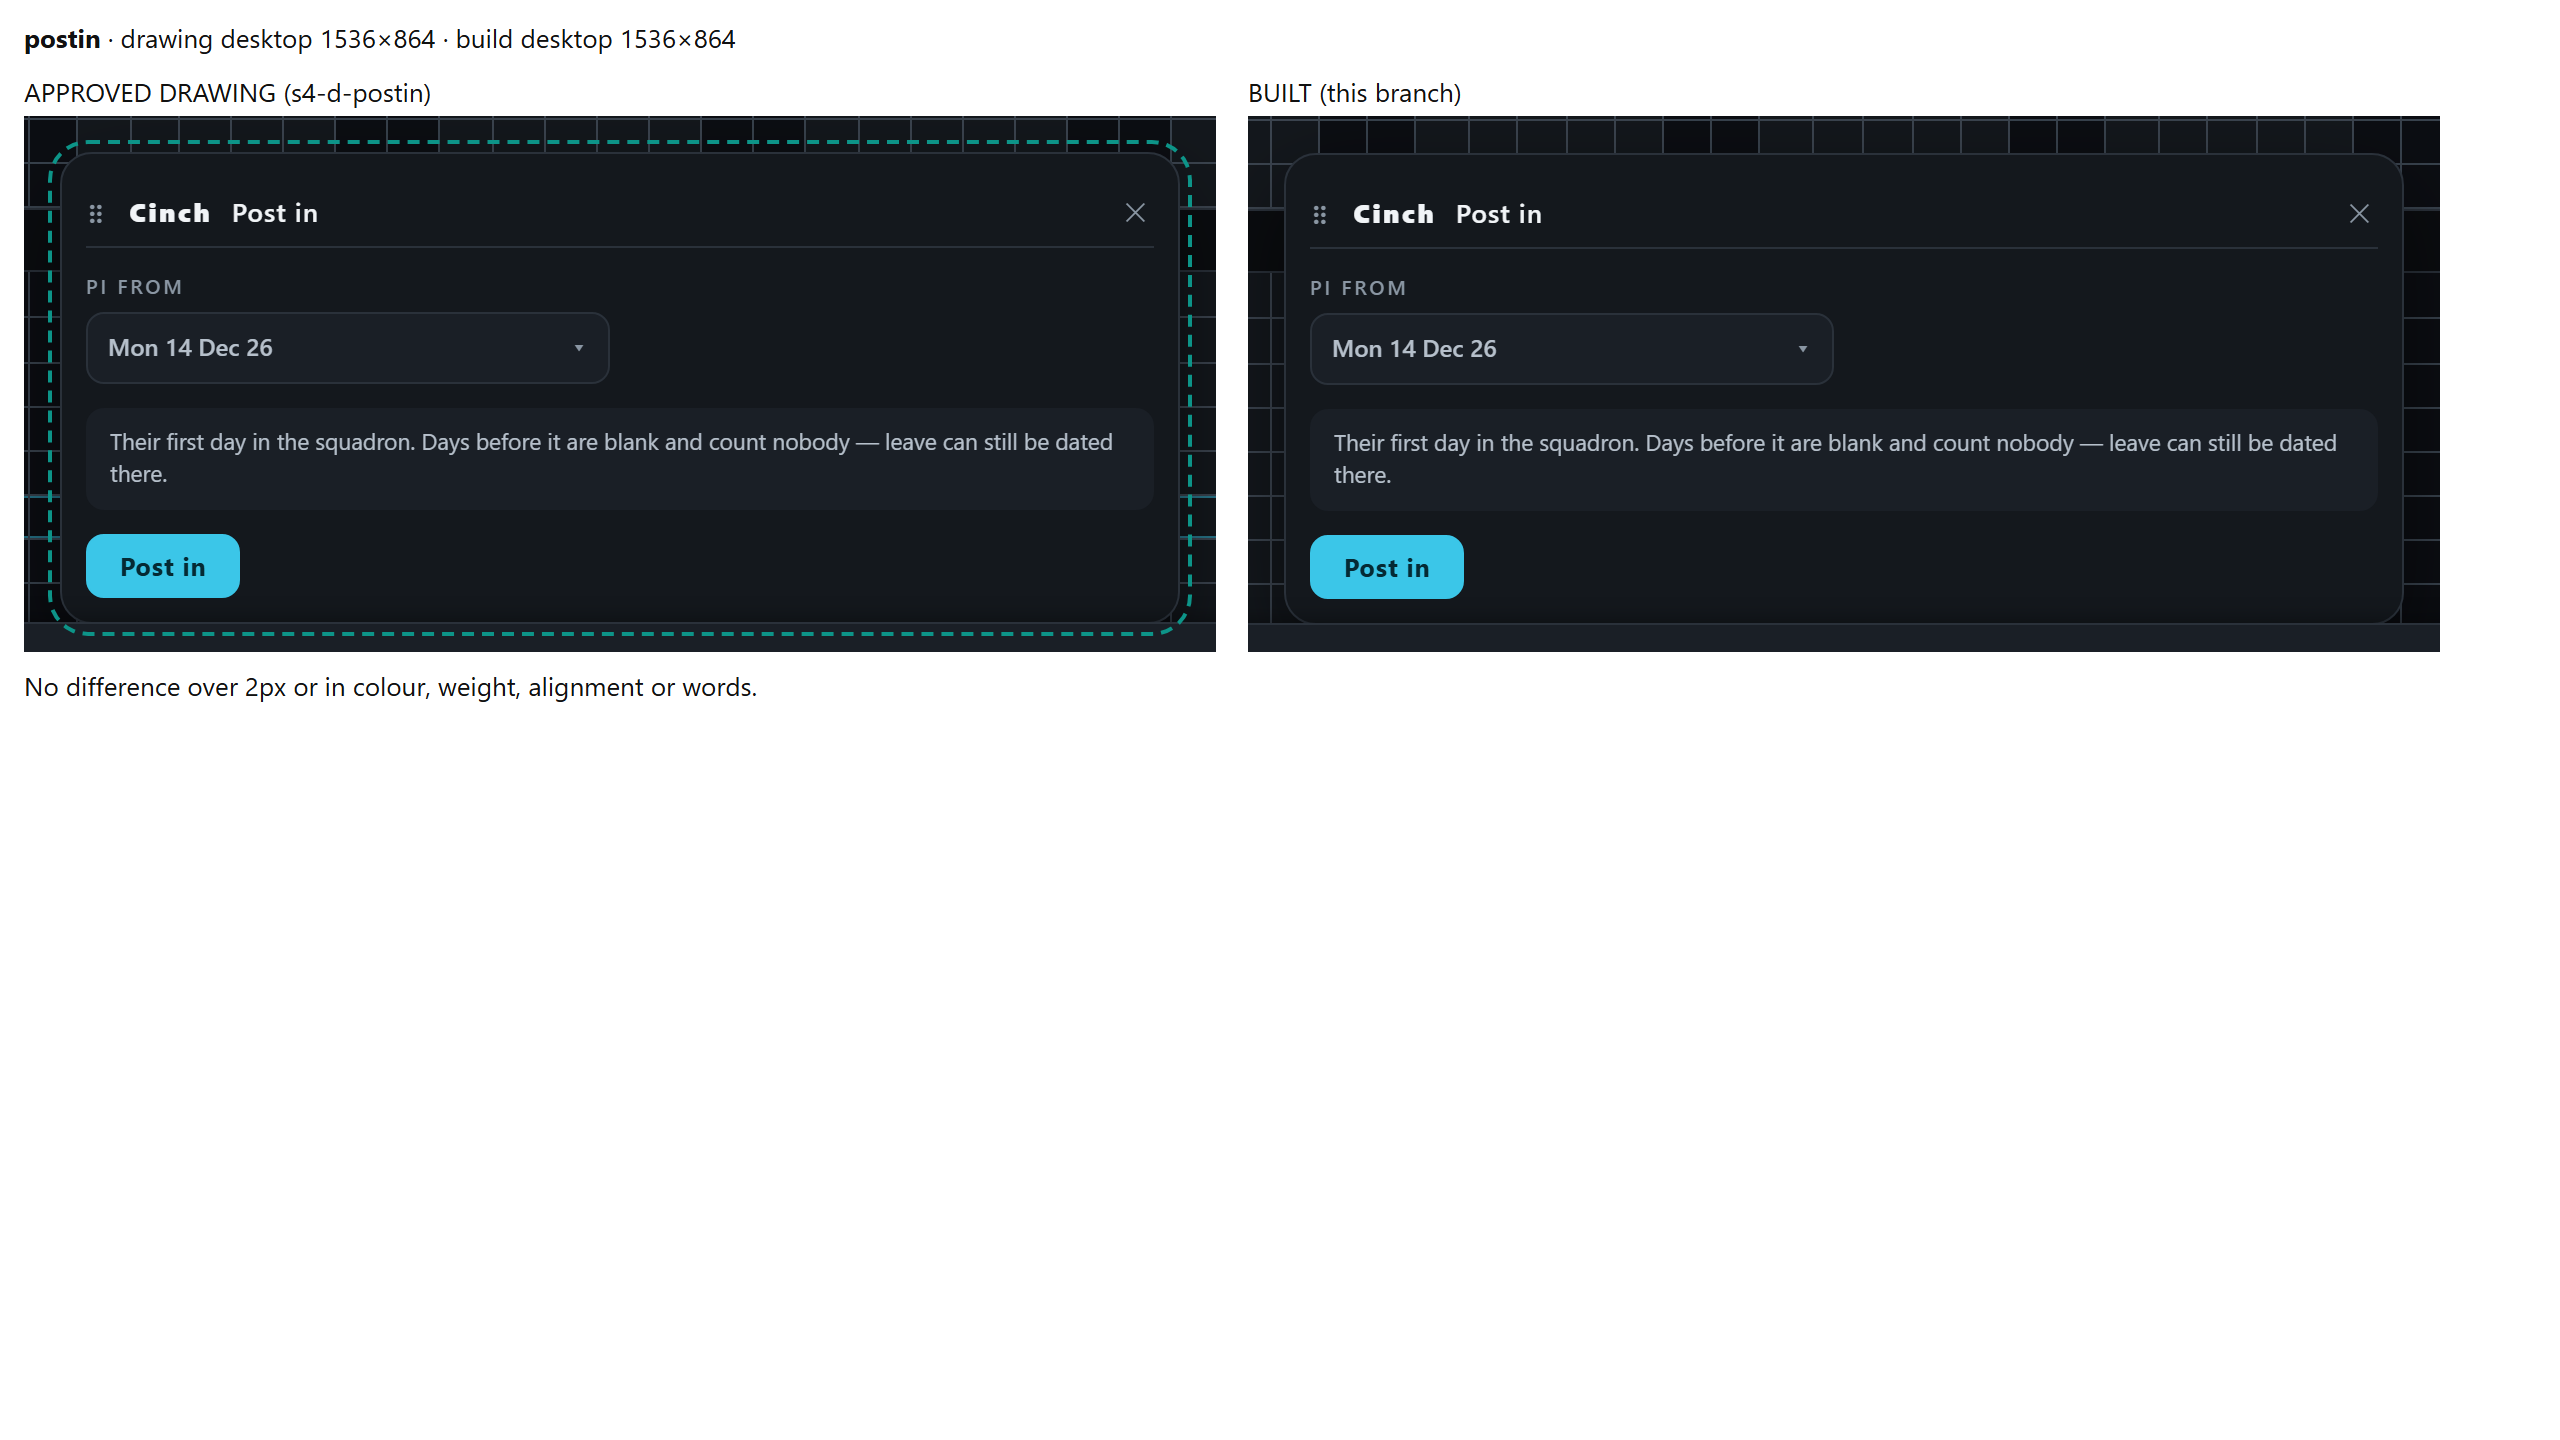 postin · drawing desktop 1536×864 · build desktop 1536×864
APPROVED DRAWING (s4-d-postin)
Cinch Post in
PI FROM
Mon 14 Dec 26
Their first day in the squadron. Days before it are blank and count nobody — leave can still be dated
there.
Post in
BUILT (this branch)
Cinch Post in
PI FROM
Mon 14 Dec 26
Their first day in the squadron. Days before it are blank and count nobody — leave can still be dated
there.
Post in
No difference over 2px or in colour, weight, alignment or words.